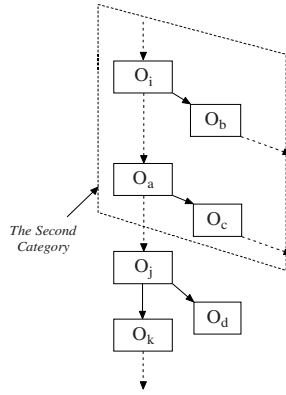 O_i
O_b
O_a
O_c
The Second
Category
O_j
O_d
O_k